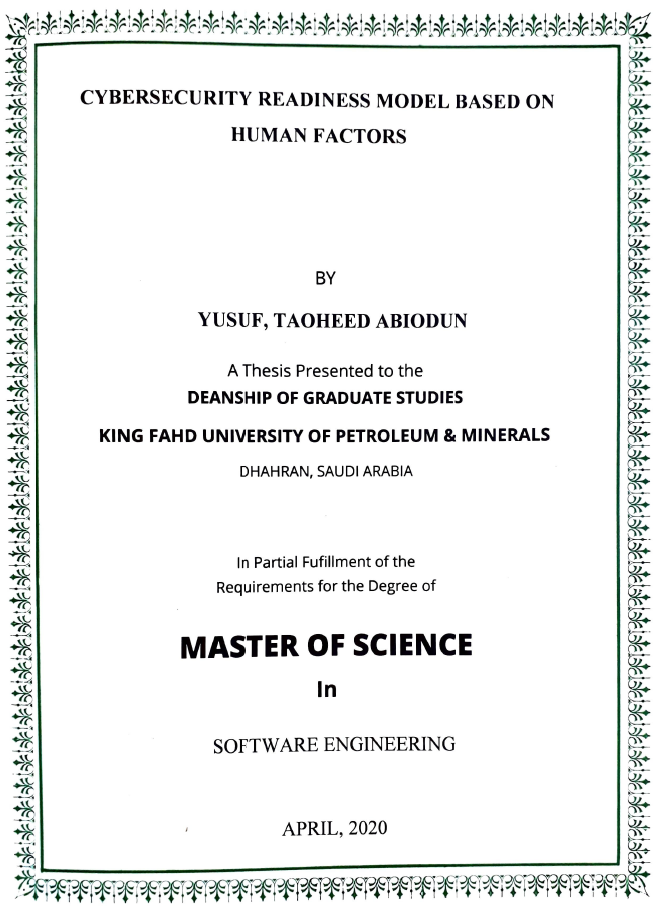 CYBERSECURITY READINESS MODEL BASED ON
HUMAN FACTORS
BY
YUSUF, TAOHEED ABIODUN
A Thesis Presented to the
DEANSHIP OF GRADUATE STUDIES
KING FAHD UNIVERSITY OF PETROLEUM & MINERALS
DHAHRAN, SAUDI ARABIA
In Partial Fufillment of the
Requirements for the Degree of
MASTER OF SCIENCE
In
SOFTWARE ENGINEERING
APRIL, 2020